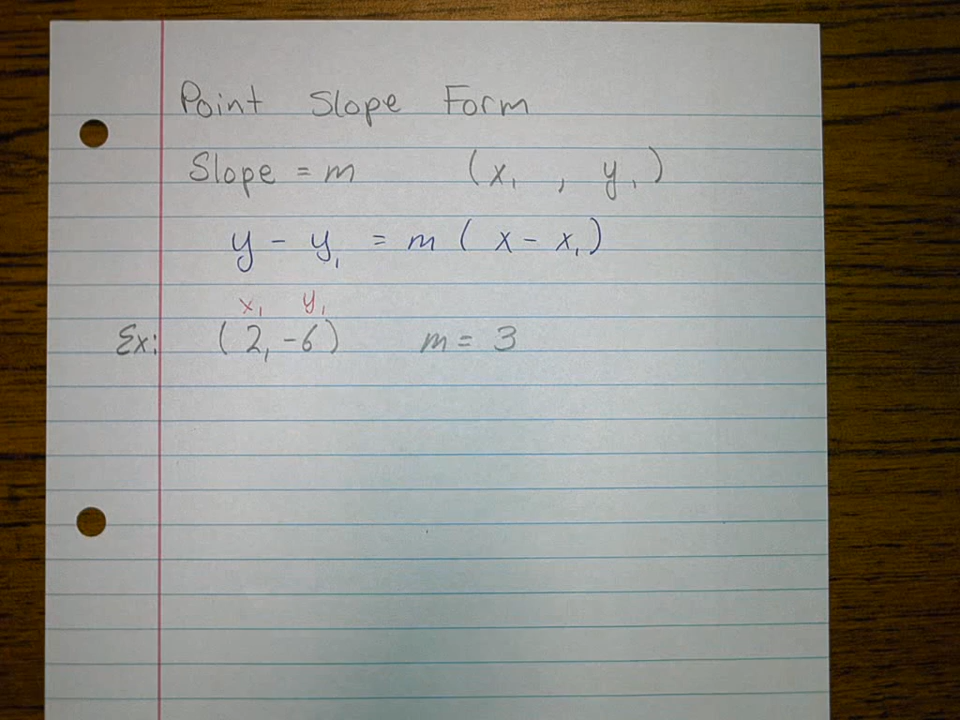 Point Slope Form
Slope = m (x₁ , y₁)
y - y₁ = m ( x - x₁)
x₁ y₁
Ex: (2, -6) m = 3